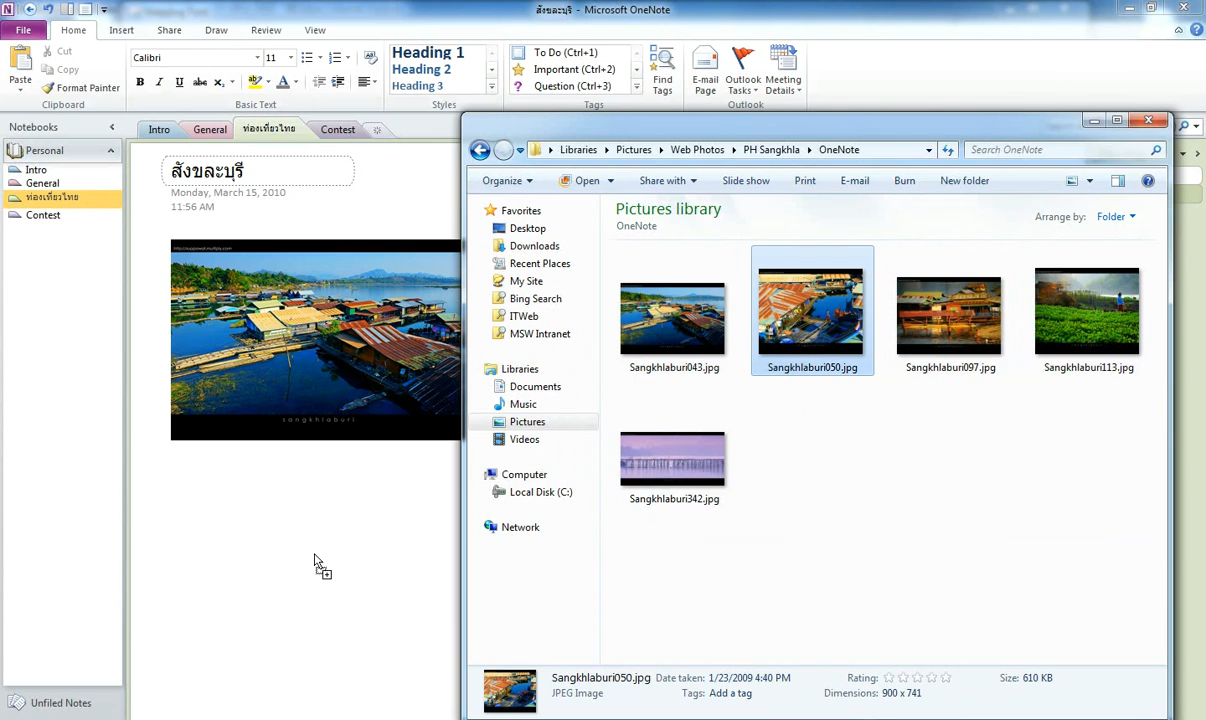 สังขละบุรี - Microsoft OneNote
File Home Insert Share Review Draw View
Cut
Copy
Format Painter
Paste
Clipboard
Calibri 11
B I U abc
Basic Text
Heading 1
Heading 2
Heading 3
Styles
To Do (Ctrl+1)
Important (Ctrl+2)
Question (Ctrl+3)
Tags
Find
Tags
E-mail
Page
Outlook
Tasks
Meeting
Details
Outlook
Notebooks
Personal
Intro
General
ท่องเที่ยวไทย
Contest
Unfiled Notes
Intro General ท่องเที่ยวไทย Contest
สังขละบุรี
Monday, March 15, 2010
11:56 AM
sangkhlaburi
Libraries Pictures Web Photos PH Sangkhla OneNote
Search OneNote
Organize Open Share with Slide show Print E-mail Burn New folder
Favorites
Desktop
Downloads
Recent Places
My Site
Bing Search
ITWeb
MSW Intranet
Libraries
Documents
Music
Pictures
Videos
Computer
Local Disk (C:)
Network
Pictures library
OneNote
Arrange by: Folder
Sangkhlaburi043.jpg
Sangkhlaburi050.jpg
Sangkhlaburi097.jpg
Sangkhlaburi113.jpg
Sangkhlaburi342.jpg
Sangkhlaburi050.jpg Date taken: 1/23/2009 4:40 PM Rating: Size: 610 KB
JPEG Image Tags: Add a tag Dimensions: 900 x 741